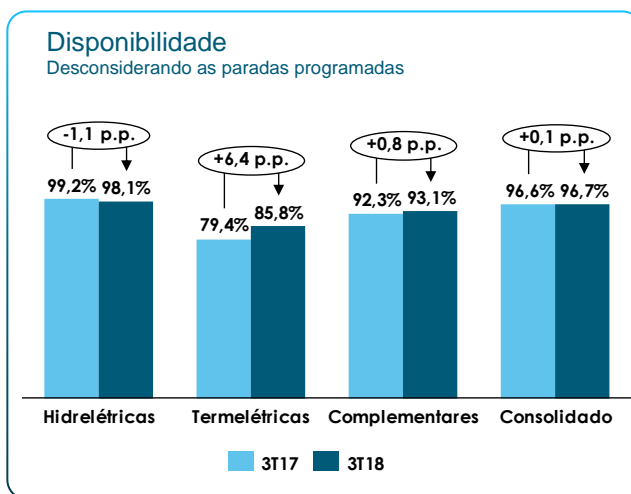 Disponibilidade
Desconsiderando as paradas programadas
-1,1 p.p.
+6,4 p.p.
+0,8 p.p.
+0,1 p.p.
99,2% 98,1%
79,4% 85,8%
92,3% 93,1%
96,6% 96,7%
Hidrelétricas Termelétricas Complementares Consolidado
3T17 3T18